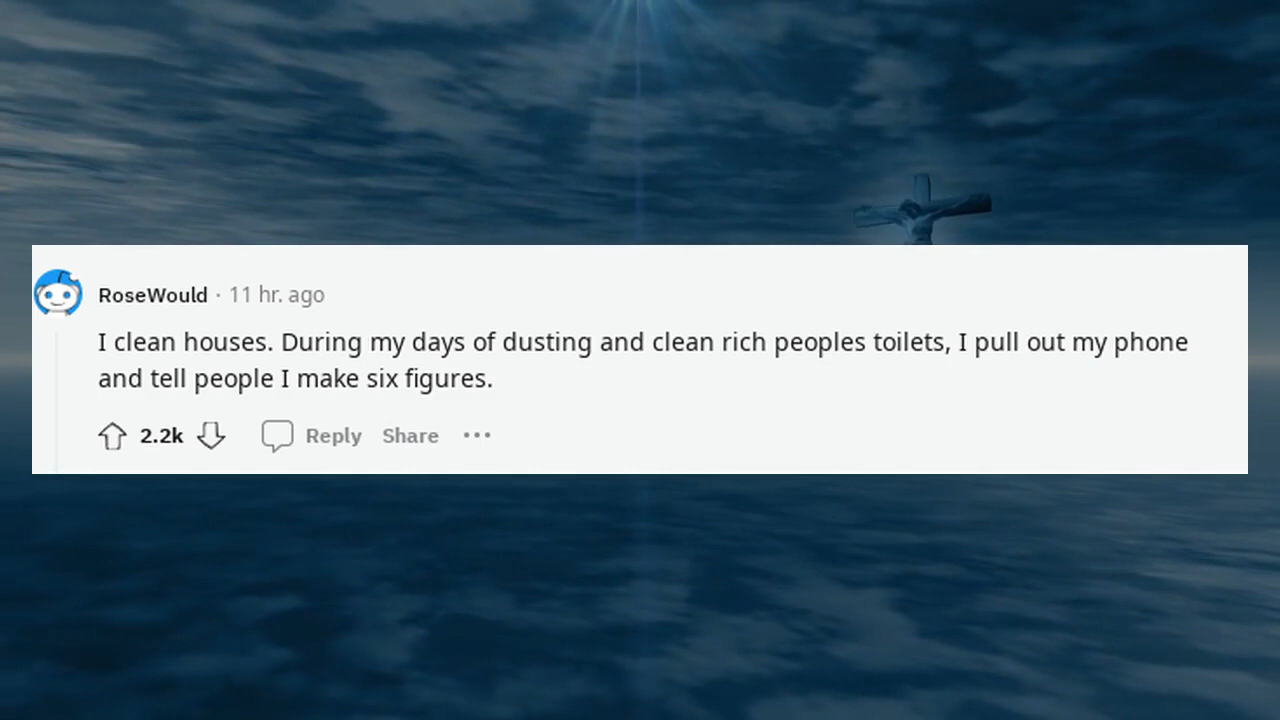 RoseWould · 11 hr. ago
I clean houses. During my days of dusting and clean rich peoples toilets, I pull out my phone
and tell people I make six figures.
2.2k Reply Share ···